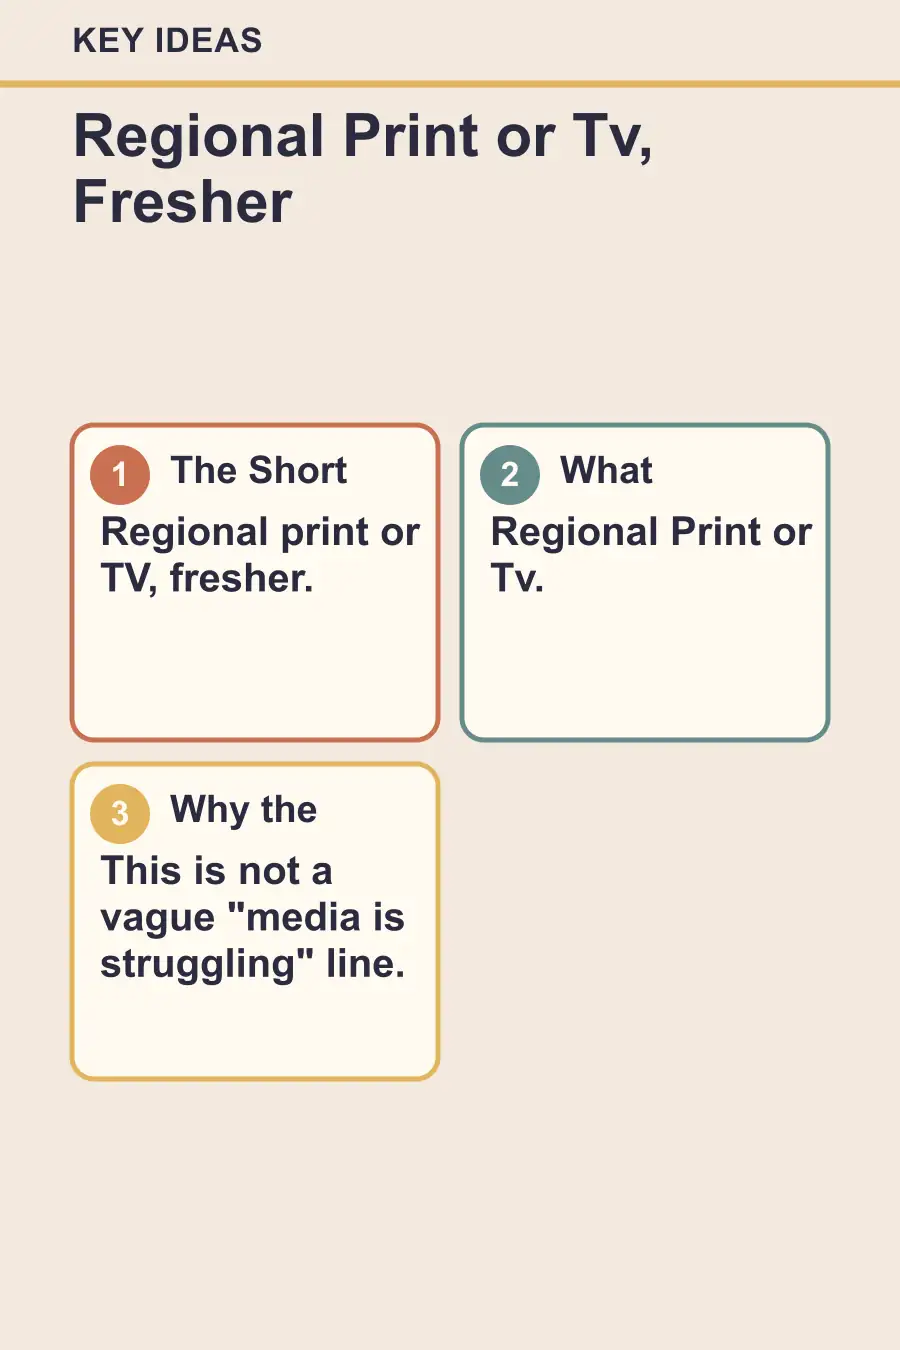 KEY IDEAS
Regional Print or Tv,
Fresher
1 The Short
Regional print or
TV, fresher.
2 What
Regional Print or
Tv.
3 Why the
This is not a
vague "media is
struggling" line.